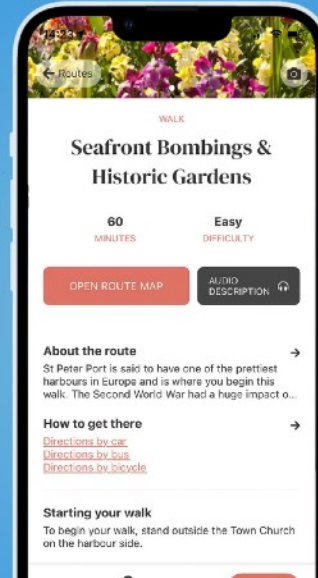 14:23
← Routes
WALK
Seafront Bombings &
Historic Gardens
60
MINUTES
Easy
DIFFICULTY
OPEN ROUTE MAP
AUDIO
DESCRIPTION
About the route →
St Peter Port is said to have one of the prettiest
harbours in Europe and is where you begin this
walk. The Second World War had a huge impact o...
How to get there →
Directions by car
Directions by bus
Directions by bicycle
Starting your walk
To begin your walk, stand outside the Town Church
on the harbour side.